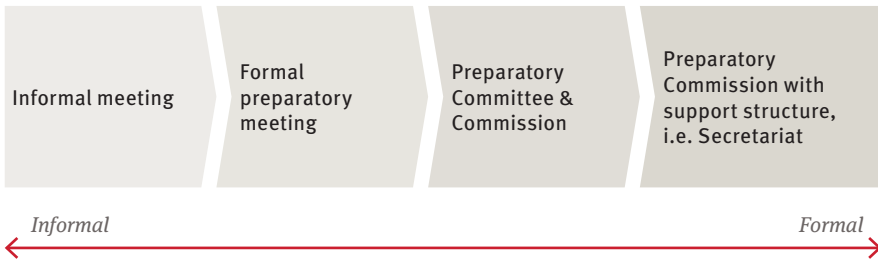 Informal meeting
Formal
preparatory
meeting
Preparatory
Committee &
Commission
Preparatory
Commission with
support structure,
i.e. Secretariat
Informal
Formal